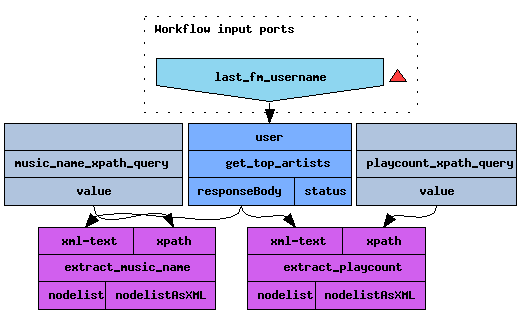 Workflow input ports
last_fm_username
user
music_name_xpath_query get_top_artists playcount_xpath_query
value responseBody status value
xml-text xpath xml-text xpath
extract_music_name extract_playcount
nodelist nodelistAsXML nodelist nodelistAsXML